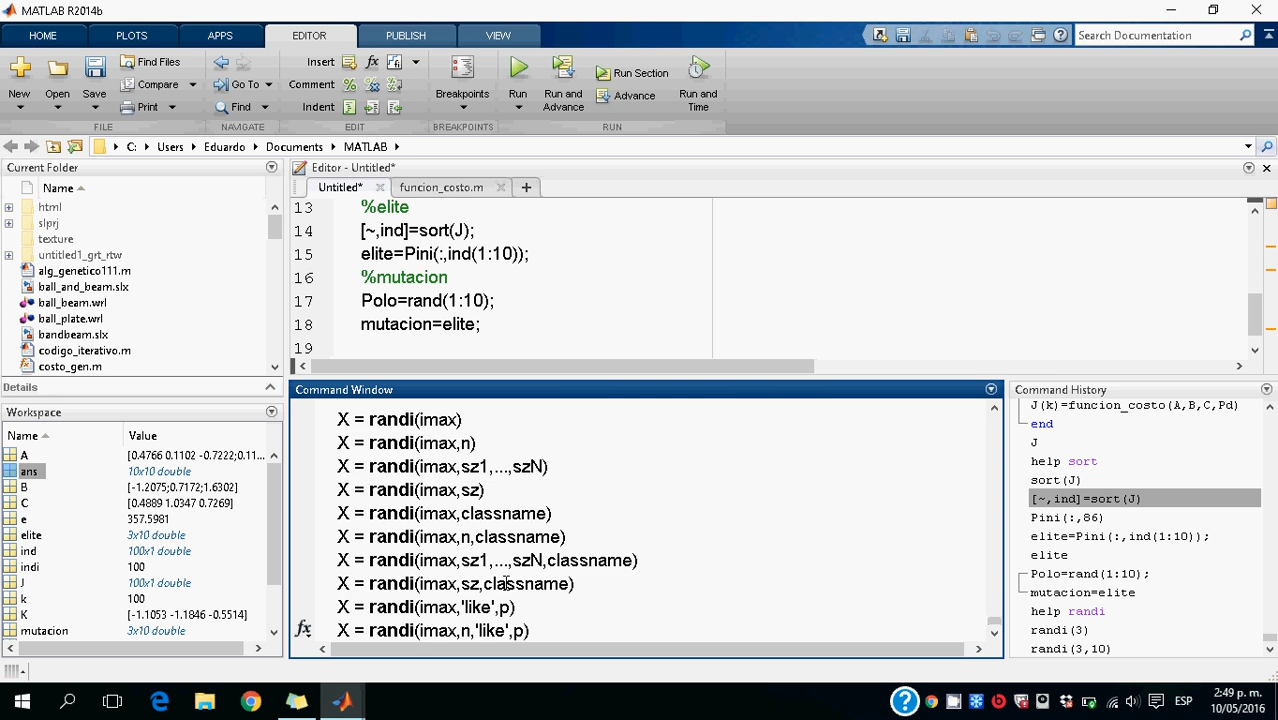 MATLAB R2014b
HOME PLOTS APPS EDITOR PUBLISH VIEW
Search Documentation
New Open Save Find Files Compare Print
Insert Comment Indent fx
Go To Find
Breakpoints Run Run and Advance Run Section Advance Run and Time
FILE NAVIGATE EDIT BREAKPOINTS RUN
C: Users Eduardo Documents MATLAB
Current Folder
Name
html
slprj
texture
untitled1_grt_rtw
alg_genetico111.m
ball_and_beam.slx
ball_beam.wrl
ball_plate.wrl
bandbeam.slx
codigo_iterativo.m
costo_gen.m
Details
Workspace
Name Value
A [0.4766 0.1102 -0.7222;0.11...
ans 10x10 double
B [-1.2075;0.7172;1.6302]
C [0.4889 1.0347 0.7269]
e 357.5981
elite 3x10 double
ind 100x1 double
indi 100
J 100x1 double
k 100
K [-1.1053 -1.1846 -0.5514]
mutacion 3x10 double
Editor - Untitled*
Untitled* funcion_costo.m
13 %elite
14 [~,ind]=sort(J);
15 elite=Pini(:,ind(1:10));
16 %mutacion
17 Polo=rand(1:10);
18 mutacion=elite;
19
Command Window
X = randi(imax)
X = randi(imax,n)
X = randi(imax,sz1,...,szN)
X = randi(imax,sz)
X = randi(imax,classname)
X = randi(imax,n,classname)
X = randi(imax,sz1,...,szN,classname)
X = randi(imax,sz,classname)
X = randi(imax,'like',p)
fx X = randi(imax,n,'like',p)
Command History
J(k)=funcion_costo(A,B,C,Pd)
end
J
help sort
sort(J)
[~,ind]=sort(J)
Pini(:,86)
elite=Pini(:,ind(1:10));
elite
Polo=rand(1:10);
mutacion=elite
help randi
randi(3)
randi(3,10)
ESP
2:49 p. m.
10/05/2016